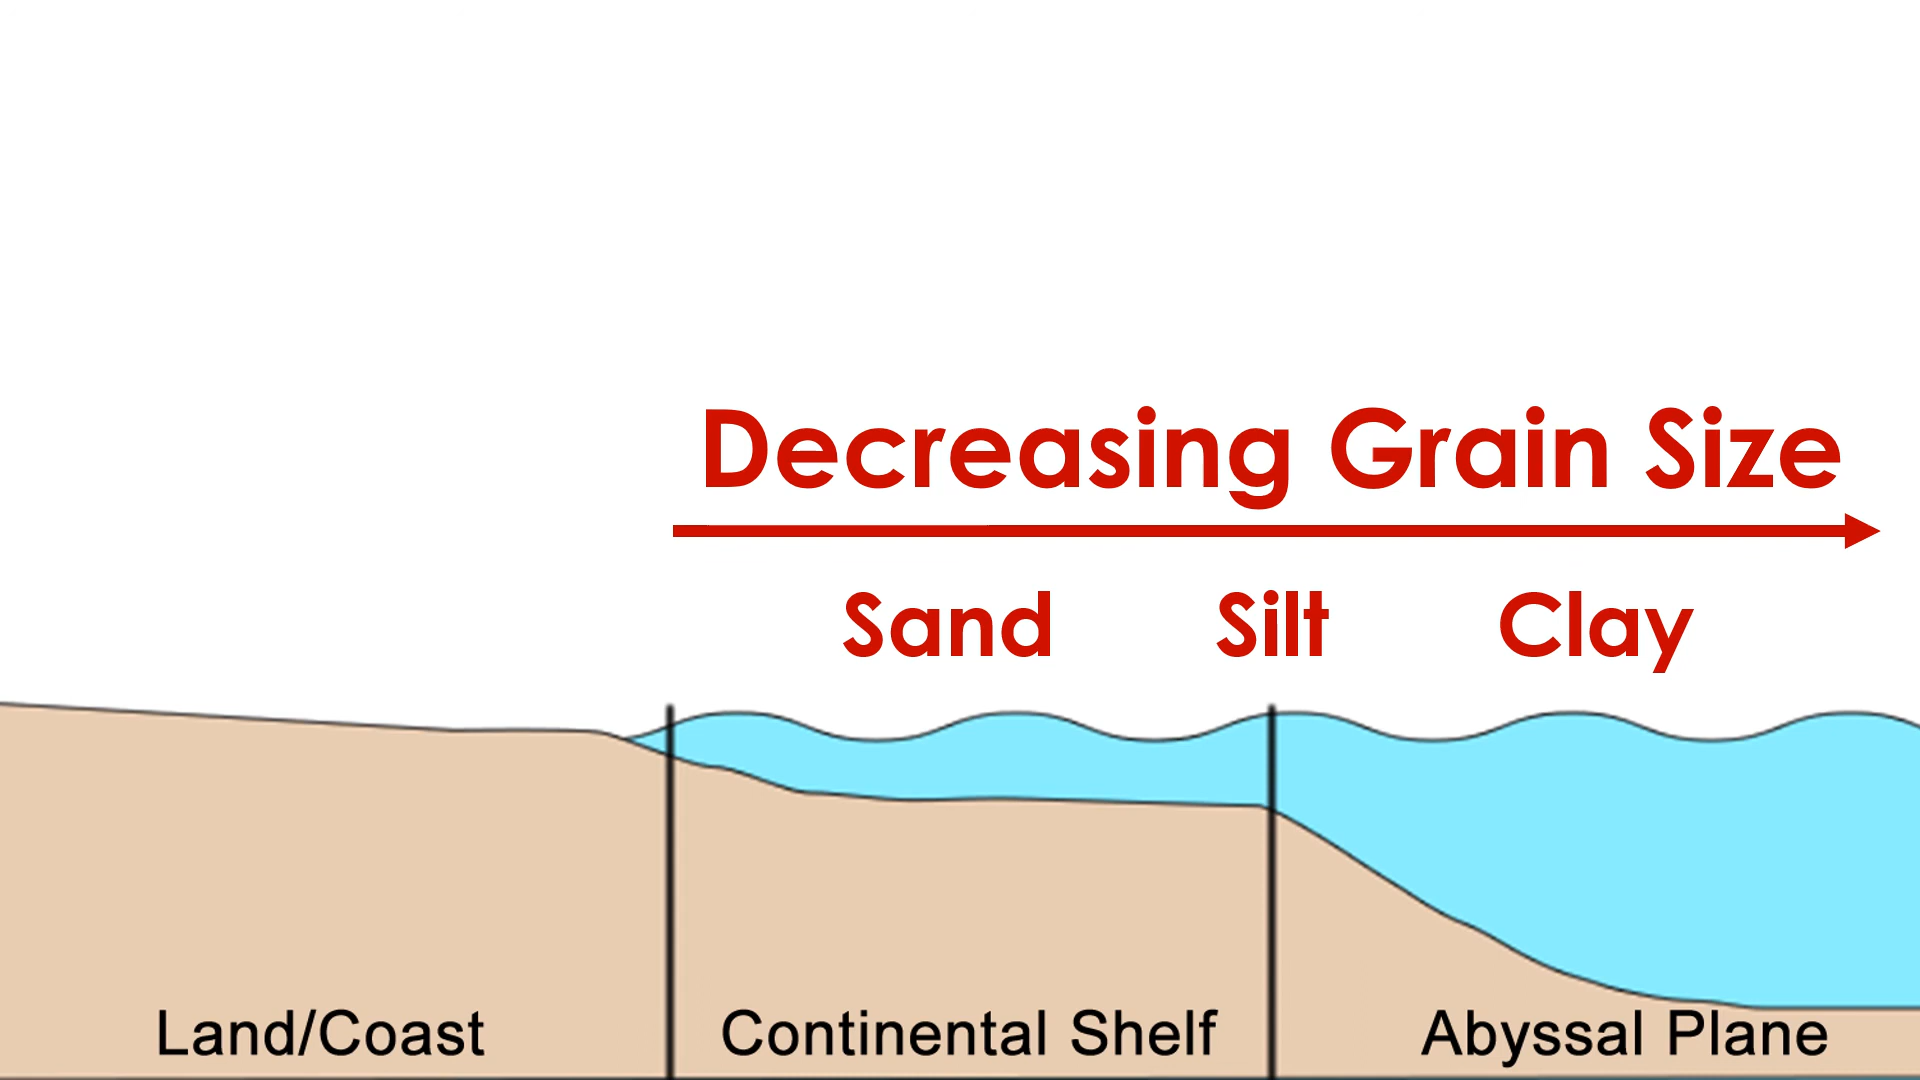 Decreasing Grain Size
Sand Silt Clay
Land/Coast Continental Shelf Abyssal Plane